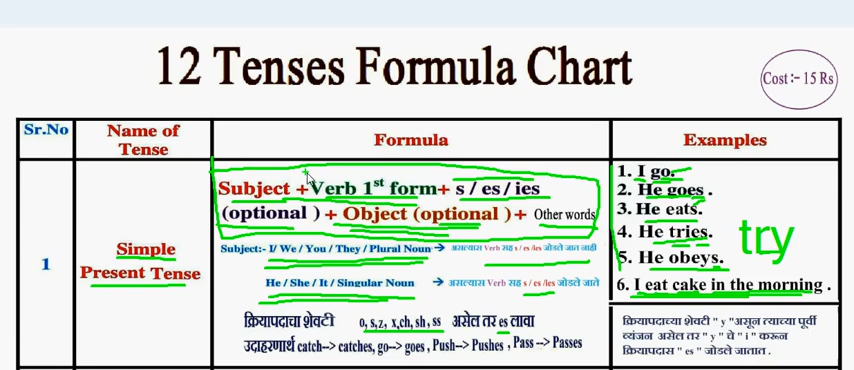 12 Tenses Formula Chart
Cost:- 15 Rs
Sr.No
Name of
Tense
Formula
Examples
1
Simple
Present Tense
Subject +Verb 1st form+ s / es / ies
(optional ) + Object (optional ) + Other words
Subject:- I/ We / You / They / Plural Noun → असल्यास Verb सह s / es /ies जोडले जात नाही
He / She / It / Singular Noun → असल्यास Verb सह s / es /ies जोडले जाते
क्रियापदाचा शेवटी o, s,z, x,ch, sh, ss असेल तर es लावा
उदाहरणार्थ catch--> catches, go--> goes , Push--> Pushes , Pass --> Passes
1. I go.
2. He goes .
3. He eats.
4. He tries.
5. He obeys.
6. I eat cake in the morning .
try
क्रियापदाच्या शेवटी " y "असून त्याच्या पूर्वी
व्यंजन असेल तर " y " चे " i " करून
क्रियापदास " es " जोडले जातात .